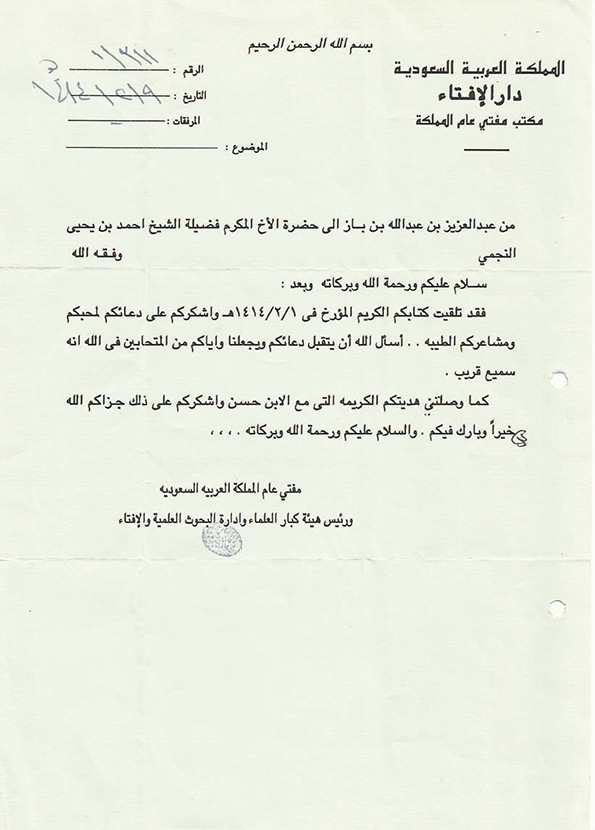 بسم الله الرحمن الرحيم
المملكة العربية السعودية
دار الإفتاء
مكتب مفتي عام المملكة
الرقم :
التاريخ :
المرفقات :
الموضوع :
من عبدالعزيز بن عبدالله بن باز الى حضرة الأخ المكرم فضيلة الشيخ احمد بن يحيى
النجمي وفقه الله
سلام عليكم ورحمة الله وبركاته وبعد :
فقد تلقيت كتابكم الكريم المؤرخ فى ١٤١٤/٢/١هـ واشكركم على دعائكم لمحبكم
ومشاعركم الطيبه . . أسأل الله أن يتقبل دعائكم ويجعلنا واياكم من المتحابين فى الله انه
سميع قريب .
كما وصلتني هديتكم الكريمه التى مع الابن حسن واشكركم على ذلك جزاكم الله
خيراً وبارك فيكم . والسلام عليكم ورحمة الله وبركاته . . , ,
مفتي عام المملكة العربيه السعوديه
ورئيس هيئة كبار العلماء وادارة البحوث العلمية والإفتاء